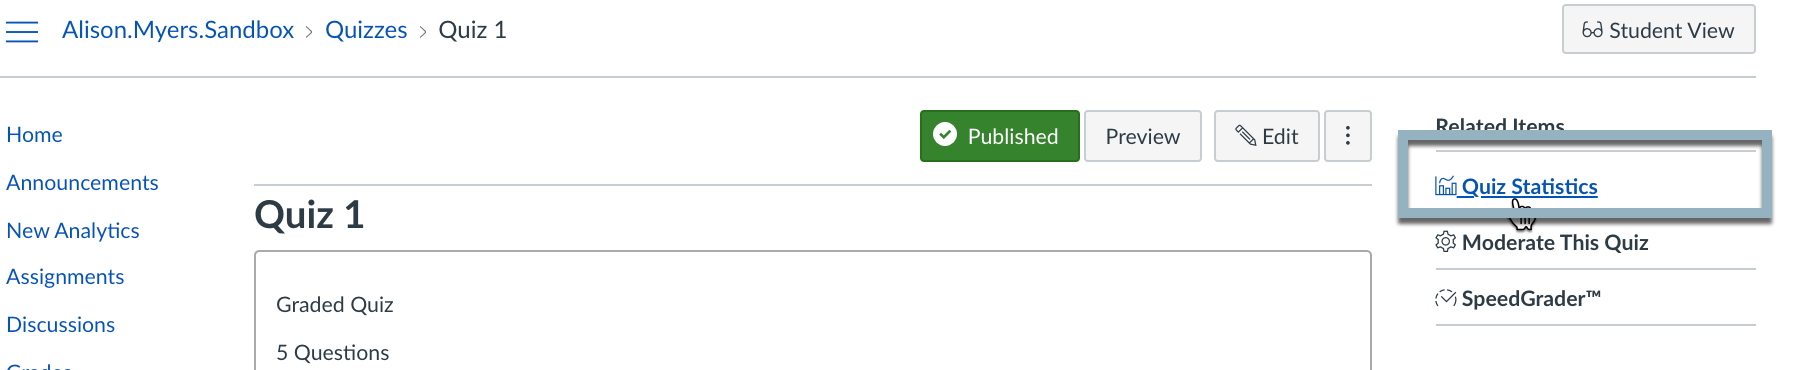 Alison.Myers.Sandbox > Quizzes > Quiz 1
Student View
Home
Announcements
New Analytics
Assignments
Discussions
Grades
Published
Preview
Edit
Quiz 1
Graded Quiz
5 Questions
Related Items
Quiz Statistics
Moderate This Quiz
SpeedGrader™